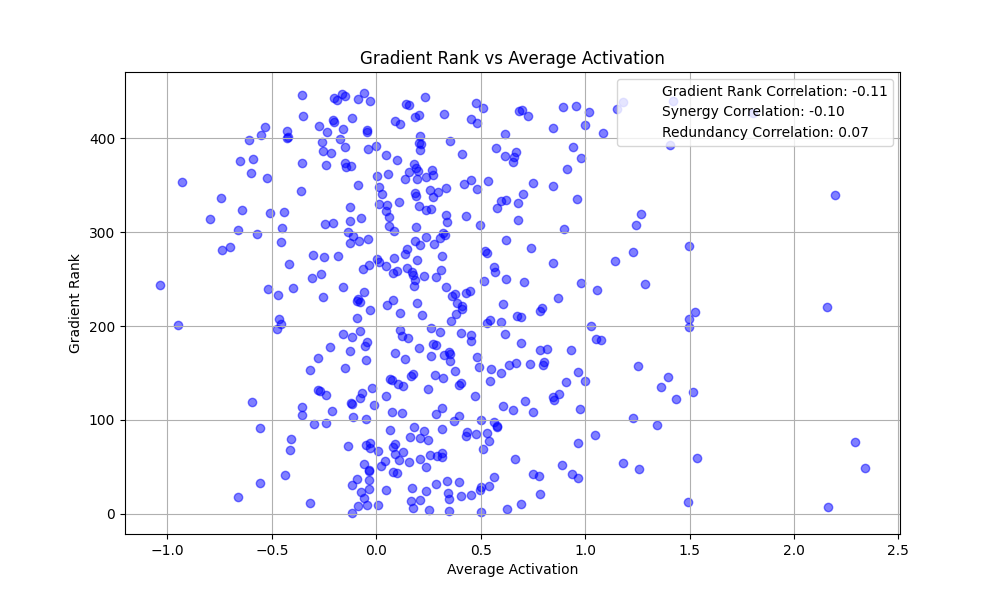 Gradient Rank vs Average Activation
Gradient Rank Correlation: -0.11
Synergy Correlation: -0.10
Redundancy Correlation: 0.07
400
300
200
100
0
Gradient Rank
−1.0 −0.5 0.0 0.5 1.0 1.5 2.0 2.5
Average Activation